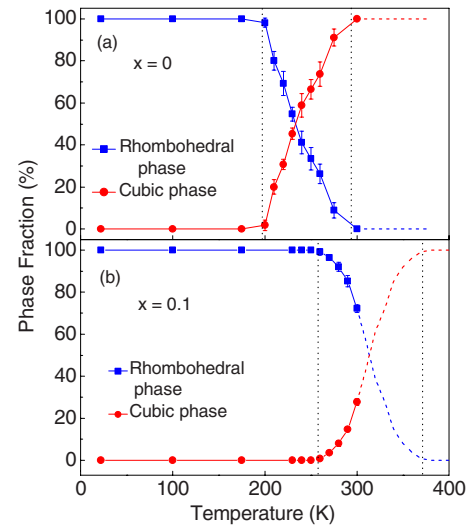 100
(a)
80
x = 0
60
40
Rhombohedral
phase
20
Cubic phase
0
Phase Fraction (%)
100
(b)
80
x = 0.1
60
40
Rhombohedral
phase
20
Cubic phase
0
0 100 200 300 400
Temperature (K)